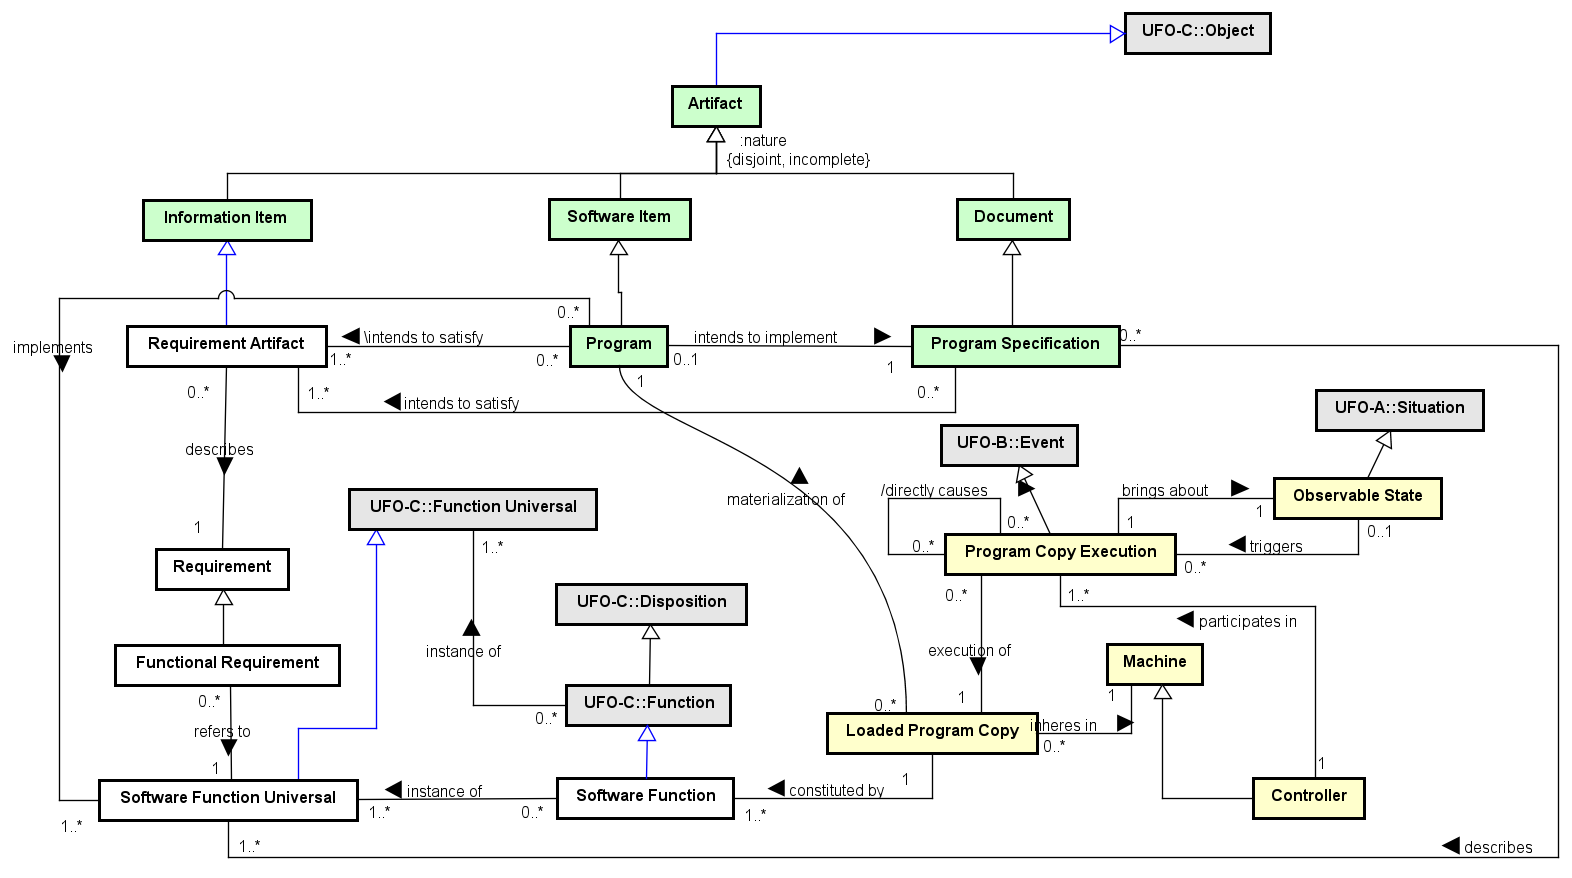 UFO-C::Object
Artifact
:nature
{disjoint, incomplete}
Information Item
Software Item
Document
0..*
implements
Requirement Artifact
\intends to satisfy
1..*
0..*
Program
intends to implement
0..1
1
Program Specification
0..*
0..*
1..*
intends to satisfy
0..*
1
UFO-A::Situation
UFO-B::Event
describes
UFO-C::Function Universal
materialization of
/directly causes
0..*
0..*
brings about
1
1
Observable State
0..1
1
1..*
Program Copy Execution
triggers
0..*
Requirement
UFO-C::Disposition
0..*
1..*
participates in
instance of
execution of
Functional Requirement
Machine
0..*
UFO-C::Function
0..*
1
1
0..*
refers to
Loaded Program Copy
inheres in
0..*
1
1
Software Function Universal
instance of
1..*
0..*
Software Function
constituted by
1
1..*
Controller
1..*
1..*
describes